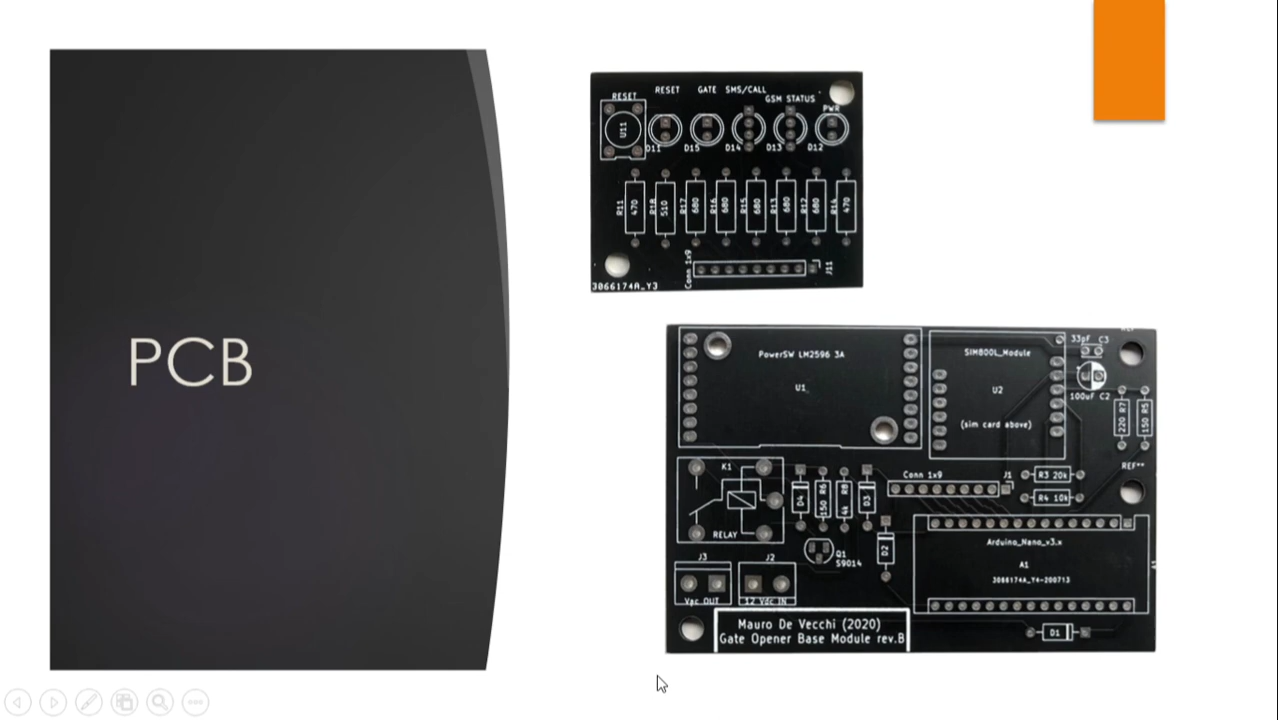 PCB
RESET GATE SMS/CALL
RESET
GSM STATUS
PWR
U11
D11 D15 D14 D13 D12
R11 R18 R17 R16 R15 R13 R12 R14
470 510 680 680 680 680 680 470
Conn 1x9
J11
3066174A_Y3
PowerSW LM2596 3A
U1
SIM800L_Module
U2
(sim card above)
33pF C3
100uF C2
220 R7
150 R5
REF**
K1
RELAY
D4
150 R6
4k R8
D3
Conn 1x9
J1
R3 20k
R4 10k
Q1
S9014
D2
Arduino_Nano_v3.x
A1
3066174A_Y4-200713
J3
J2
Vac OUT
12 Vdc IN
D1
Mauro De Vecchi (2020)
Gate Opener Base Module rev.B